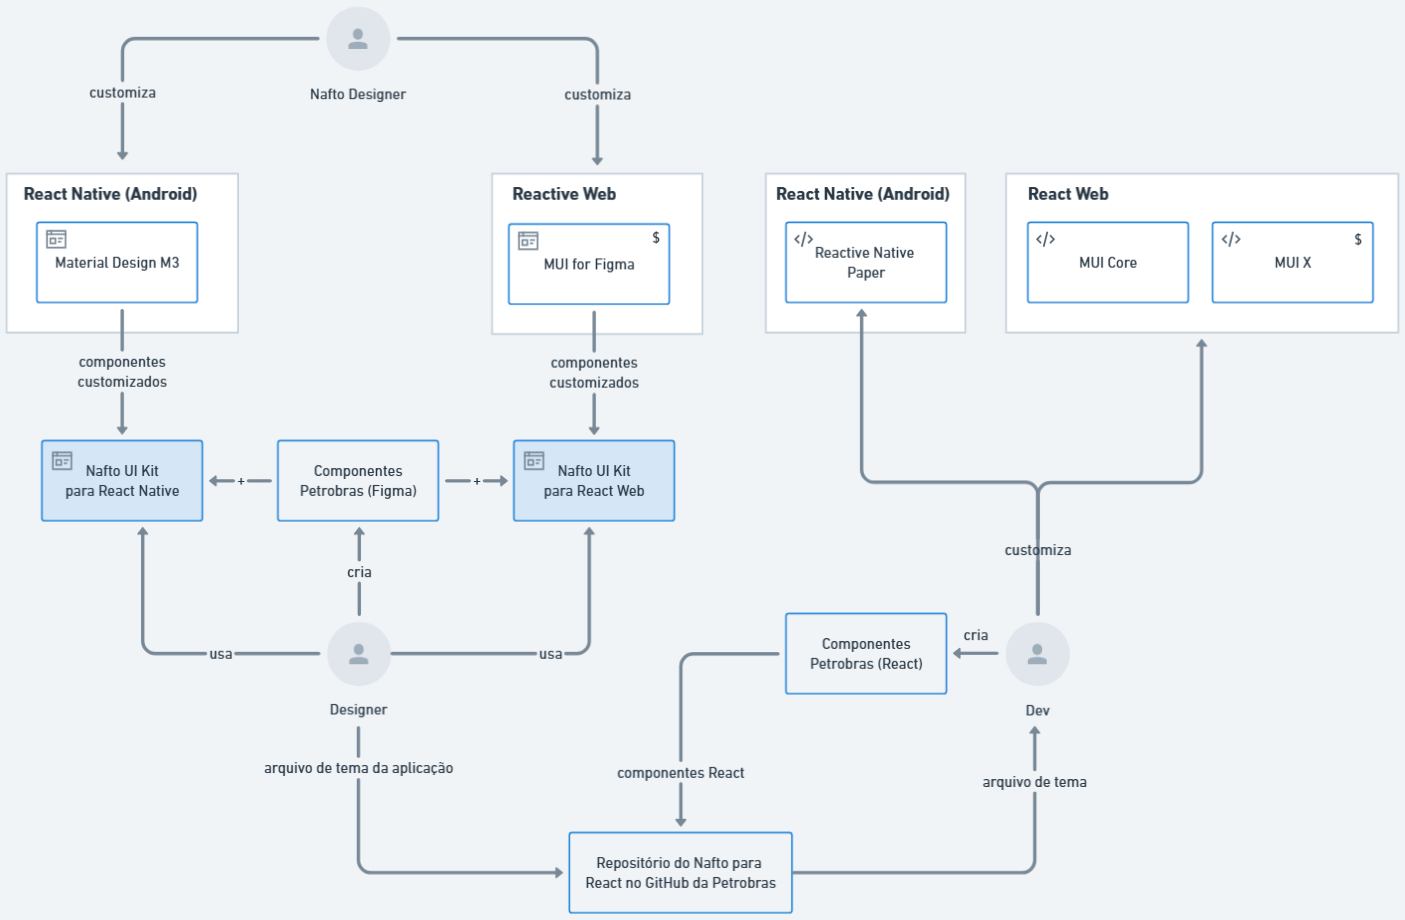 customiza
Nafto Designer
customiza
React Native (Android)
Material Design M3
Reactive Web
$
MUI for Figma
React Native (Android)
</>
Reactive Native
Paper
React Web
</>
MUI Core
</>
$
MUI X
componentes
customizados
componentes
customizados
Nafto UI Kit
para React Native
+
Componentes
Petrobras (Figma)
+
Nafto UI Kit
para React Web
customiza
cria
usa
usa
Designer
Componentes
Petrobras (React)
cria
Dev
arquivo de tema da aplicação
componentes React
arquivo de tema
Repositório do Nafto para
React no GitHub da Petrobras